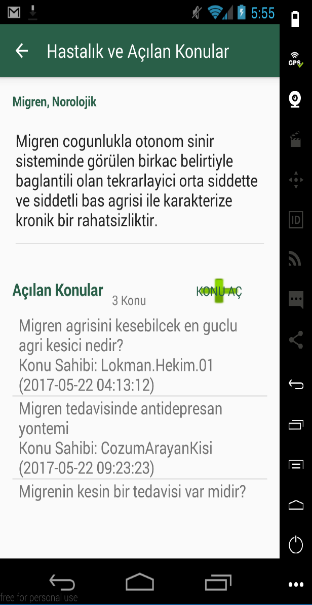 5:55
Hastalık ve Açılan Konular
GPS
Migren, Norolojik
Migren cogunlukla otonom sinir
sisteminde görülen birkac belirtiyle
baglantili olan tekrarlayici orta siddette
ve siddetli bas agrisi ile karakterize
kronik bir rahatsizliktir.
ID
Açılan Konular
3 Konu
KONU AÇ
Migren agrisini kesebilcek en guclu
agri kesici nedir?
Konu Sahibi: Lokman.Hekim.01
(2017-05-22 04:13:12)
Migren tedavisinde antidepresan
yontemi
Konu Sahibi: CozumArayanKisi
(2017-05-22 09:23:23)
Migrenin kesin bir tedavisi var midir?
free for personal use